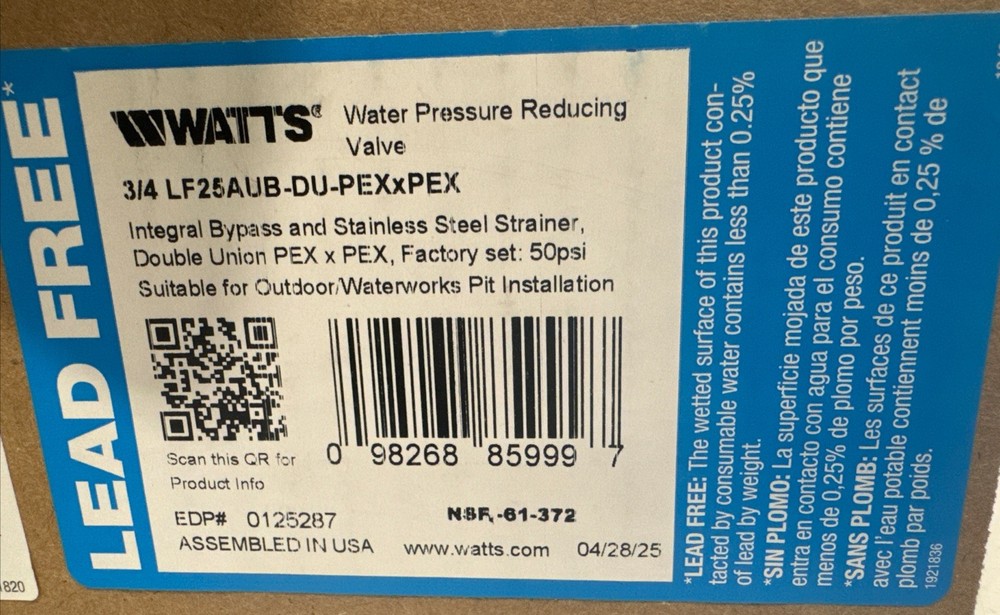 LEAD FREE*
WATTS®
Water Pressure Reducing
Valve
3/4 LF25AUB-DU-PEXxPEX
Integral Bypass and Stainless Steel Strainer,
Double Union PEX x PEX, Factory set: 50psi
Suitable for Outdoor/Waterworks Pit Installation
Scan this QR for
Product Info
0 98268 85999 7
EDP# 0125287
NSF-61-372
ASSEMBLED IN USA
www.watts.com
04/28/25
*LEAD FREE: The wetted surface of this product con-
tacted by consumable water contains less than 0.25%
of lead by weight.
*SIN PLOMO: La superficie mojada de este producto que
entra en contacto con agua para el consumo contiene
memos de 0,25% de plomo por peso.
*SANS PLOMB: Les surfaces de ce produit en contact
avec l'eau potable contiennent moins de 0,25 % de
plomb par poids.
1921836
1820